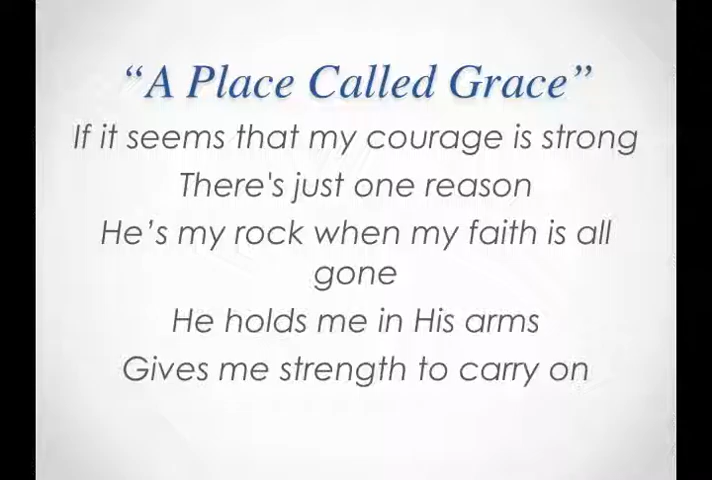 “A Place Called Grace”
If it seems that my courage is strong
There's just one reason
He’s my rock when my faith is all
gone
He holds me in His arms
Gives me strength to carry on